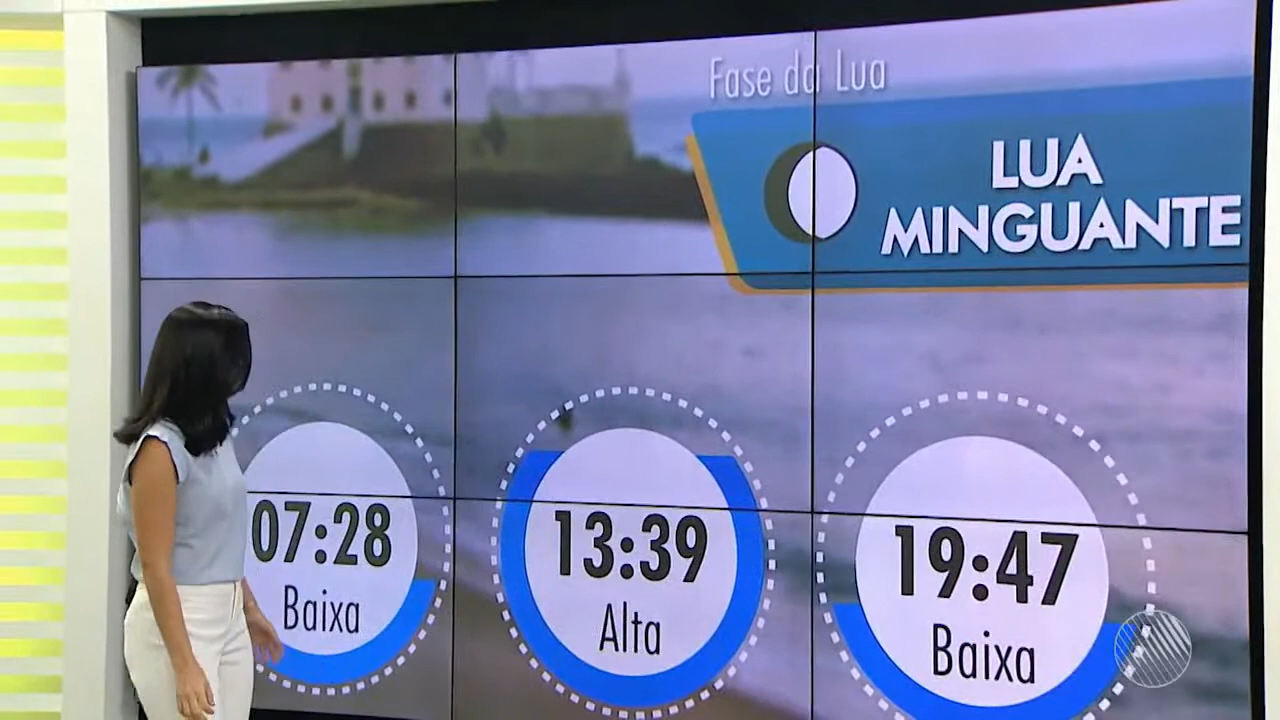 Fase da Lua
LUA
MINGUANTE
07:28
Baixa
13:39
Alta
19:47
Baixa